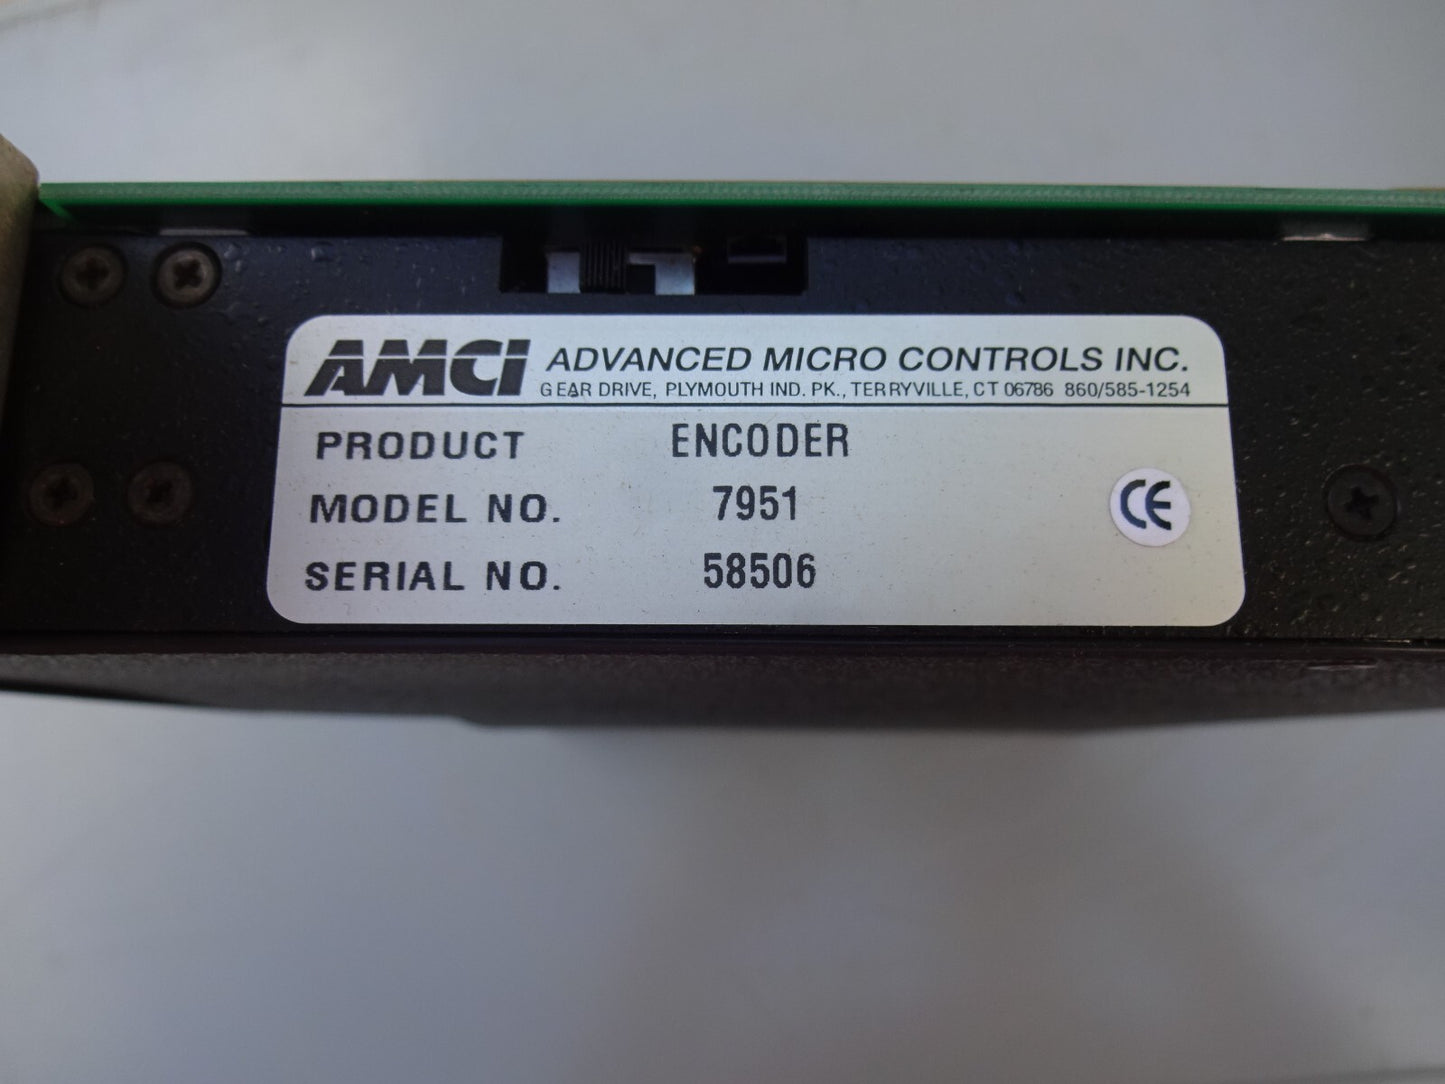 AMCI ADVANCED MICRO CONTROLS INC.
GEAR DRIVE, PLYMOUTH IND. PK., TERRYVILLE, CT 06786 860/585-1254
PRODUCT ENCODER
MODEL NO. 7951
CE
SERIAL NO. 58506